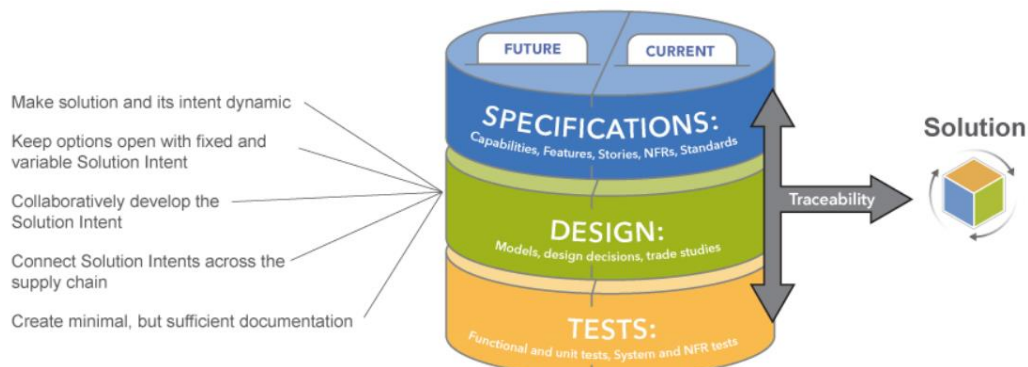 FUTURE
CURRENT
Make solution and its intent dynamic
Keep options open with fixed and
variable Solution Intent
Collaboratively develop the
Solution Intent
Connect Solution Intents across the
supply chain
Create minimal, but sufficient documentation
SPECIFICATIONS:
Capabilities, Features, Stories, NFRs, Standards
DESIGN:
Models, design decisions, trade studies
TESTS:
Functional and unit tests, System and NFR tests
Traceability
Solution